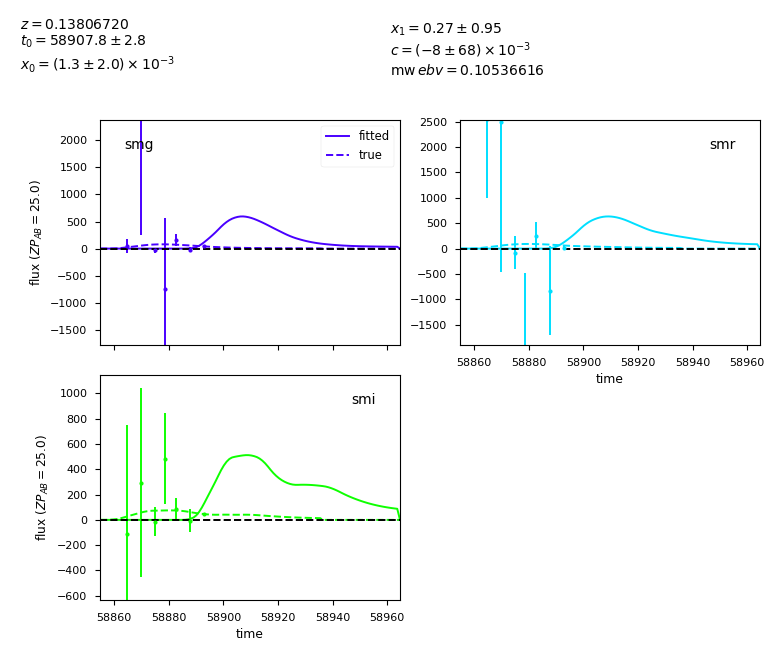 z = 0.13806720
t₀ = 58907.8 ± 2.8
x₀ = (1.3 ± 2.0) × 10⁻³
x₁ = 0.27 ± 0.95
c = (−8 ± 68) × 10⁻³
mw ebv = 0.10536616
smg
fitted
true
2000
1500
1000
500
0
−500
−1000
−1500
flux (ZP_AB = 25.0)
smr
2500
2000
1500
1000
500
0
−500
−1000
−1500
58860 58880 58900 58920 58940 58960
time
smi
1000
800
600
400
200
0
−200
−400
−600
flux (ZP_AB = 25.0)
58860 58880 58900 58920 58940 58960
time